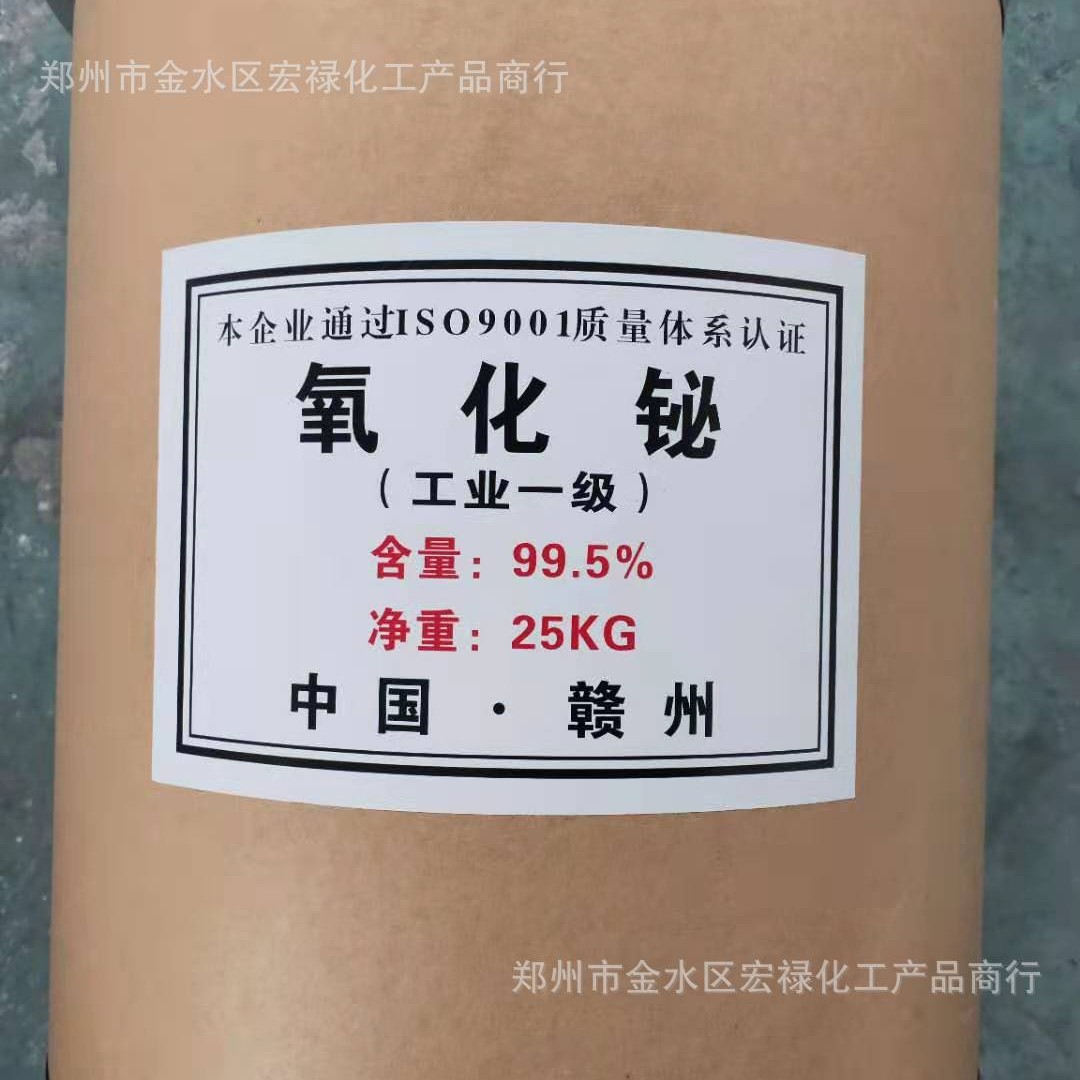 郑州市金水区宏禄化工产品商行
本企业通过ISO9001质量体系认证
氧化铋
（工业一级）
含量：99.5%
净重：25KG
中国·赣州
郑州市金水区宏禄化工产品商行